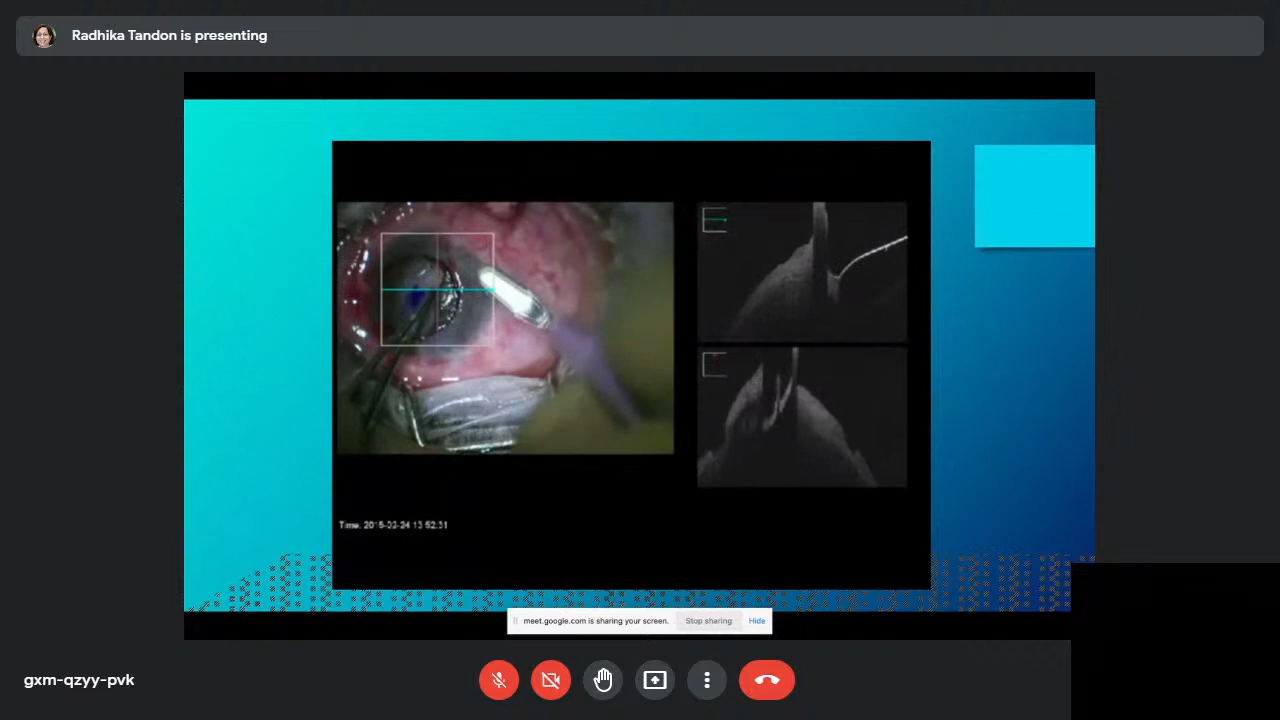 Radhika Tandon is presenting
Time. 2015-02-24 13 52:31
meet.google.com is sharing your screen. Stop sharing Hide
gxm-qzyy-pvk